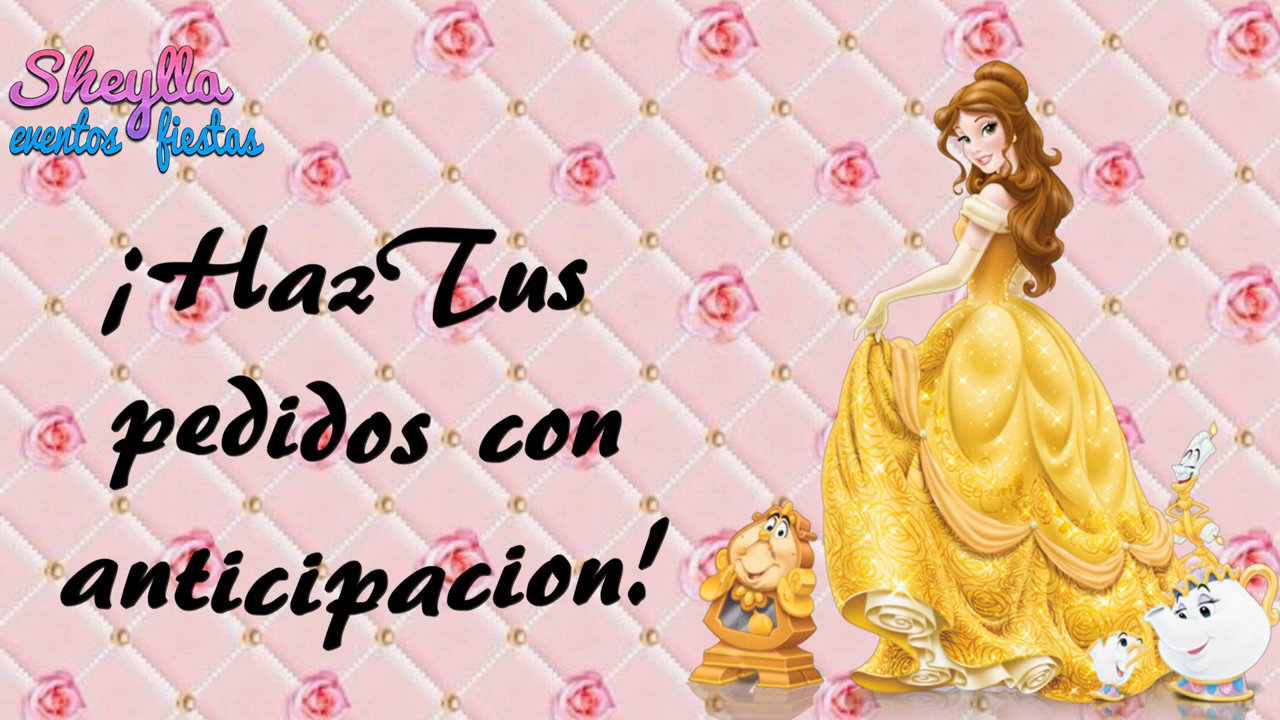 Sheylla
eventos fiestas
¡Haz Tus
pedidos con
anticipacion!